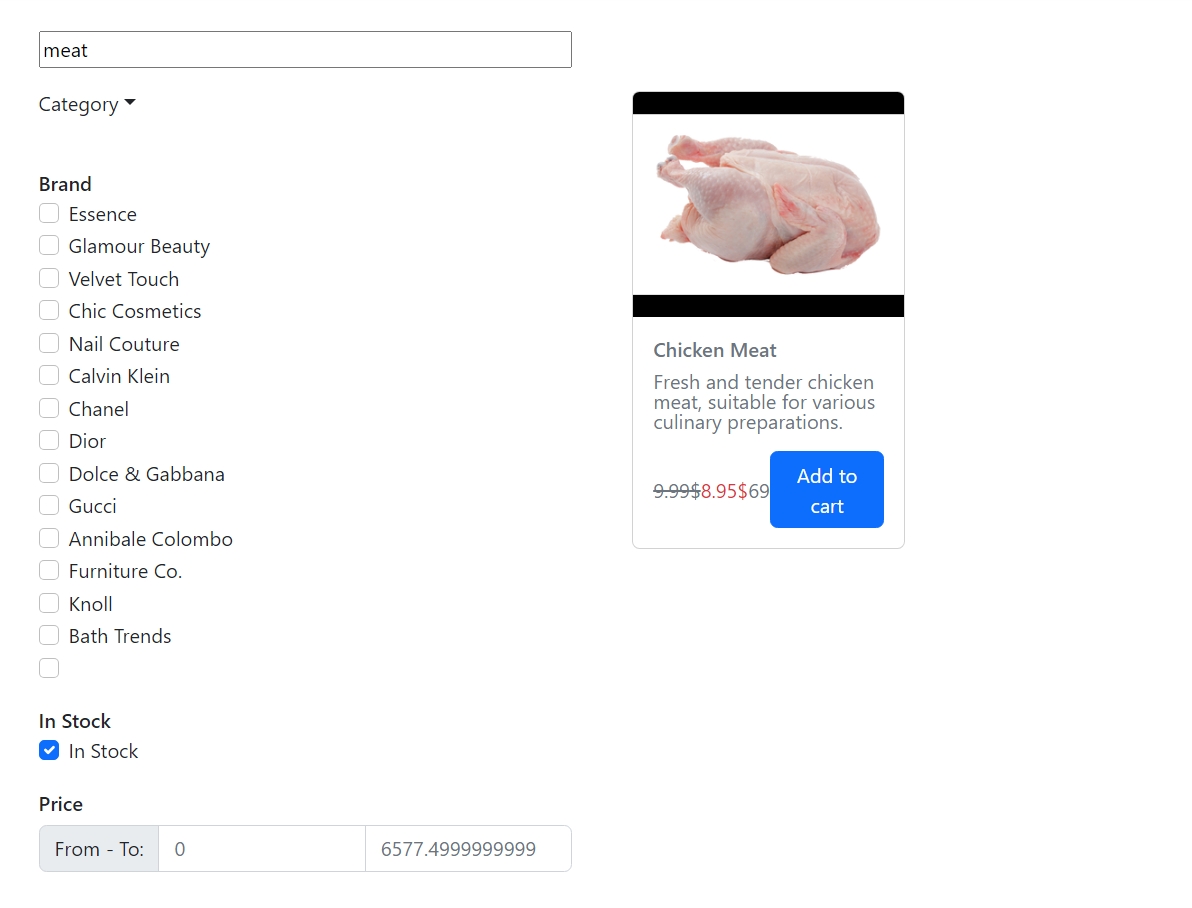 meat
Category
Brand
Essence
Glamour Beauty
Velvet Touch
Chic Cosmetics
Nail Couture
Calvin Klein
Chanel
Dior
Dolce & Gabbana
Gucci
Annibale Colombo
Furniture Co.
Knoll
Bath Trends
In Stock
In Stock
Price
From - To: 0 6577.4999999999
Chicken Meat
Fresh and tender chicken
meat, suitable for various
culinary preparations.
9.99$8.95$69
Add to
cart